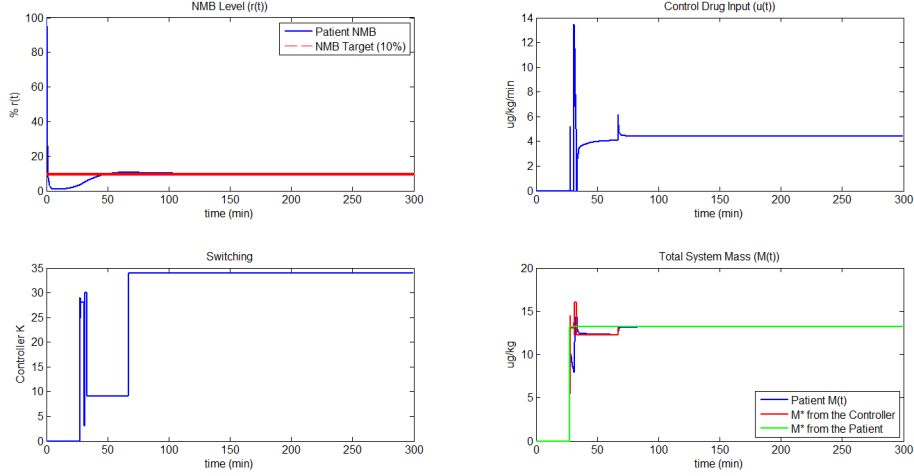 NMB Level (r(t))
% r(t)
100
80
60
40
20
0
Patient NMB
NMB Target (10%)
0 50 100 150 200 250 300
time (min)
Control Drug Input (u(t))
ug/kg/min
14
12
10
8
6
4
2
0
0 50 100 150 200 250 300
time (min)
Switching
Controller K
35
30
25
20
15
10
5
0
0 50 100 150 200 250 300
time (min)
Total System Mass (M(t))
ug/kg
20
15
10
5
0
Patient M(t)
M* from the Controller
M* from the Patient
0 50 100 150 200 250 300
time (min)